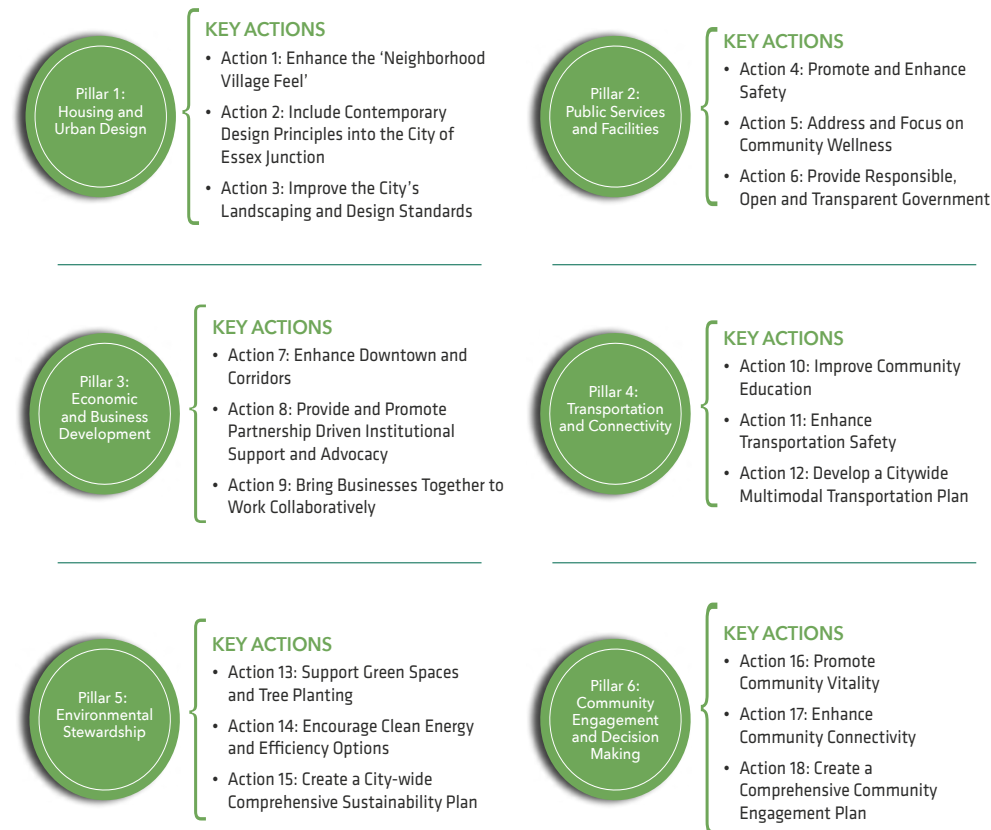 Pillar 1:
Housing and
Urban Design
KEY ACTIONS
• Action 1: Enhance the ‘Neighborhood
Village Feel’
• Action 2: Include Contemporary
Design Principles into the City of
Essex Junction
• Action 3: Improve the City’s
Landscaping and Design Standards
Pillar 2:
Public Services
and Facilities
KEY ACTIONS
• Action 4: Promote and Enhance
Safety
• Action 5: Address and Focus on
Community Wellness
• Action 6: Provide Responsible,
Open and Transparent Government
Pillar 3:
Economic
and Business
Development
KEY ACTIONS
• Action 7: Enhance Downtown and
Corridors
• Action 8: Provide and Promote
Partnership Driven Institutional
Support and Advocacy
• Action 9: Bring Businesses Together to
Work Collaboratively
Pillar 4:
Transportation
and Connectivity
KEY ACTIONS
• Action 10: Improve Community
Education
• Action 11: Enhance
Transportation Safety
• Action 12: Develop a Citywide
Multimodal Transportation Plan
Pillar 5:
Environmental
Stewardship
KEY ACTIONS
• Action 13: Support Green Spaces
and Tree Planting
• Action 14: Encourage Clean Energy
and Efficiency Options
• Action 15: Create a City-wide
Comprehensive Sustainability Plan
Pillar 6:
Community
Engagement
and Decision
Making
KEY ACTIONS
• Action 16: Promote
Community Vitality
• Action 17: Enhance
Community Connectivity
• Action 18: Create a
Comprehensive Community
Engagement Plan